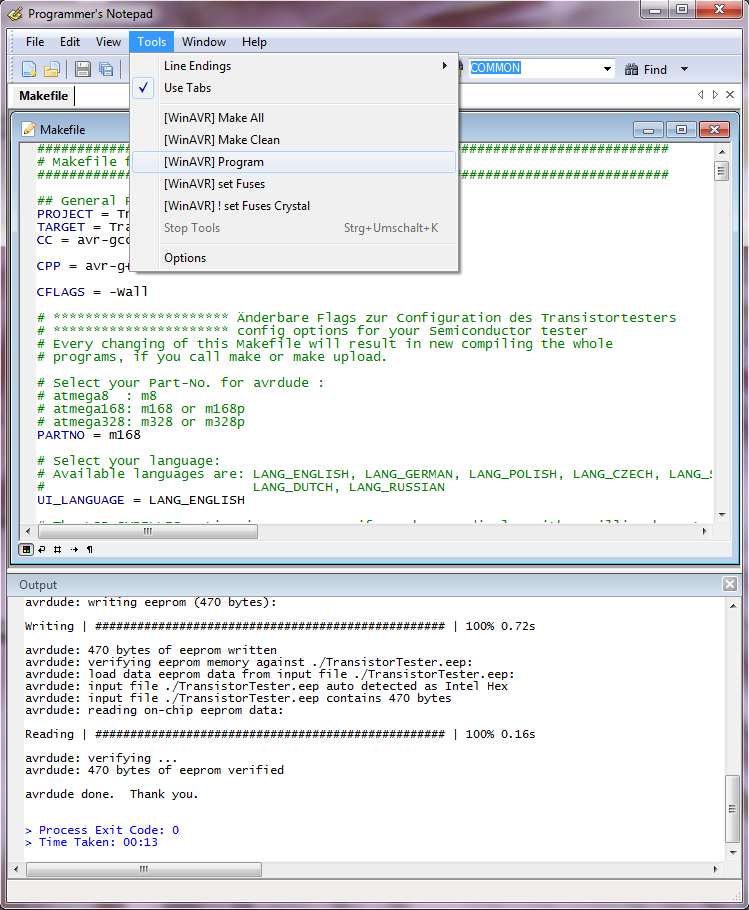 Programmer's Notepad
File Edit View Tools Window Help
COMMON Find
Line Endings
✓ Use Tabs
[WinAVR] Make All
[WinAVR] Make Clean
[WinAVR] Program
[WinAVR] set Fuses
[WinAVR] ! set Fuses Crystal
Stop Tools Strg+Umschalt+K
Options
Makefile
Makefile
###############################################################################
# Makefile f
###############################################################################
## General
PROJECT = Tr
TARGET = Tra
CC = avr-gcc
CPP = avr-g+
CFLAGS = -Wall
# ********************** Änderbare Flags zur Configuration des Transistortesters
# ********************** config options for your Semiconductor tester
# Every changing of this Makefile will result in new compiling the whole
# programs, if you call make or make upload.
# Select your Part-No. for avrdude :
# atmega8  : m8
# atmega168: m168 or m168p
# atmega328: m328 or m328p
PARTNO = m168
# Select your language:
# Available languages are: LANG_ENGLISH, LANG_GERMAN, LANG_POLISH, LANG_CZECH, LANG_S
#                          LANG_DUTCH, LANG_RUSSIAN
UI_LANGUAGE = LANG_ENGLISH
Output
avrdude: writing eeprom (470 bytes):
Writing | ################################################## | 100% 0.72s
avrdude: 470 bytes of eeprom written
avrdude: verifying eeprom memory against ./TransistorTester.eep:
avrdude: load data eeprom data from input file ./TransistorTester.eep:
avrdude: input file ./TransistorTester.eep auto detected as Intel Hex
avrdude: input file ./TransistorTester.eep contains 470 bytes
avrdude: reading on-chip eeprom data:
Reading | ################################################## | 100% 0.16s
avrdude: verifying ...
avrdude: 470 bytes of eeprom verified
avrdude done.  Thank you.
> Process Exit Code: 0
> Time Taken: 00:13